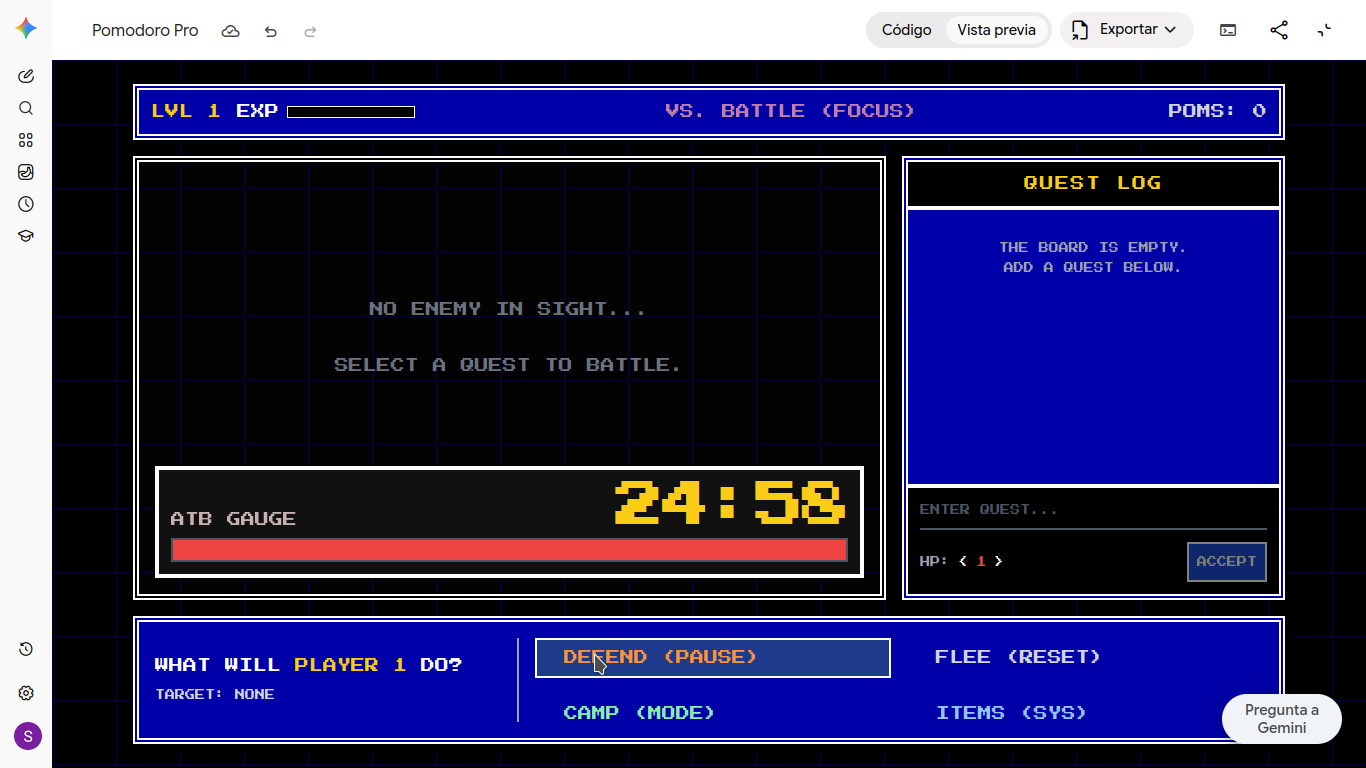 Pomodoro Pro
Código
Vista previa
Exportar
LVL 1 EXP
VS. BATTLE (FOCUS)
POMS: 0
QUEST LOG
THE BOARD IS EMPTY.
ADD A QUEST BELOW.
NO ENEMY IN SIGHT...
SELECT A QUEST TO BATTLE.
24:58
ATB GAUGE
ENTER QUEST...
HP: < 1 >
ACCEPT
WHAT WILL PLAYER 1 DO?
TARGET: NONE
DEFEND (PAUSE)
FLEE (RESET)
CAMP (MODE)
ITEMS (SYS)
Pregunta a
Gemini
S